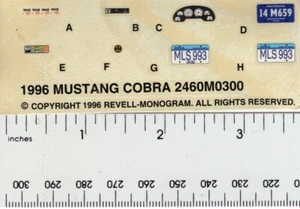 14 M659
A B C D
MLS 993 MLS 993
E F G H
1996 MUSTANG COBRA 2460M0300
© COPYRIGHT 1996 REVELL-MONOGRAM. ALL RIGHTS RESERVED.
inches 1 2 3
300 290 280 270 260 250 240 230 220 210